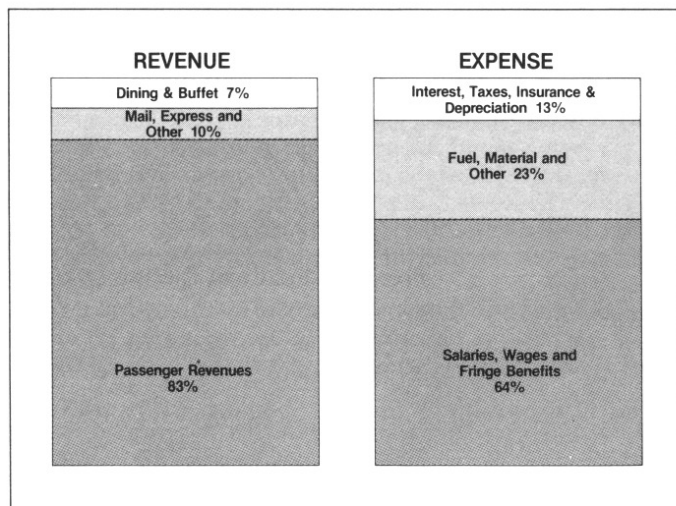 REVENUE
Dining & Buffet 7%
Mail, Express and
Other 10%
Passenger Revenues
83%
EXPENSE
Interest, Taxes, Insurance &
Depreciation 13%
Fuel, Material and
Other 23%
Salaries, Wages and
Fringe Benefits
64%